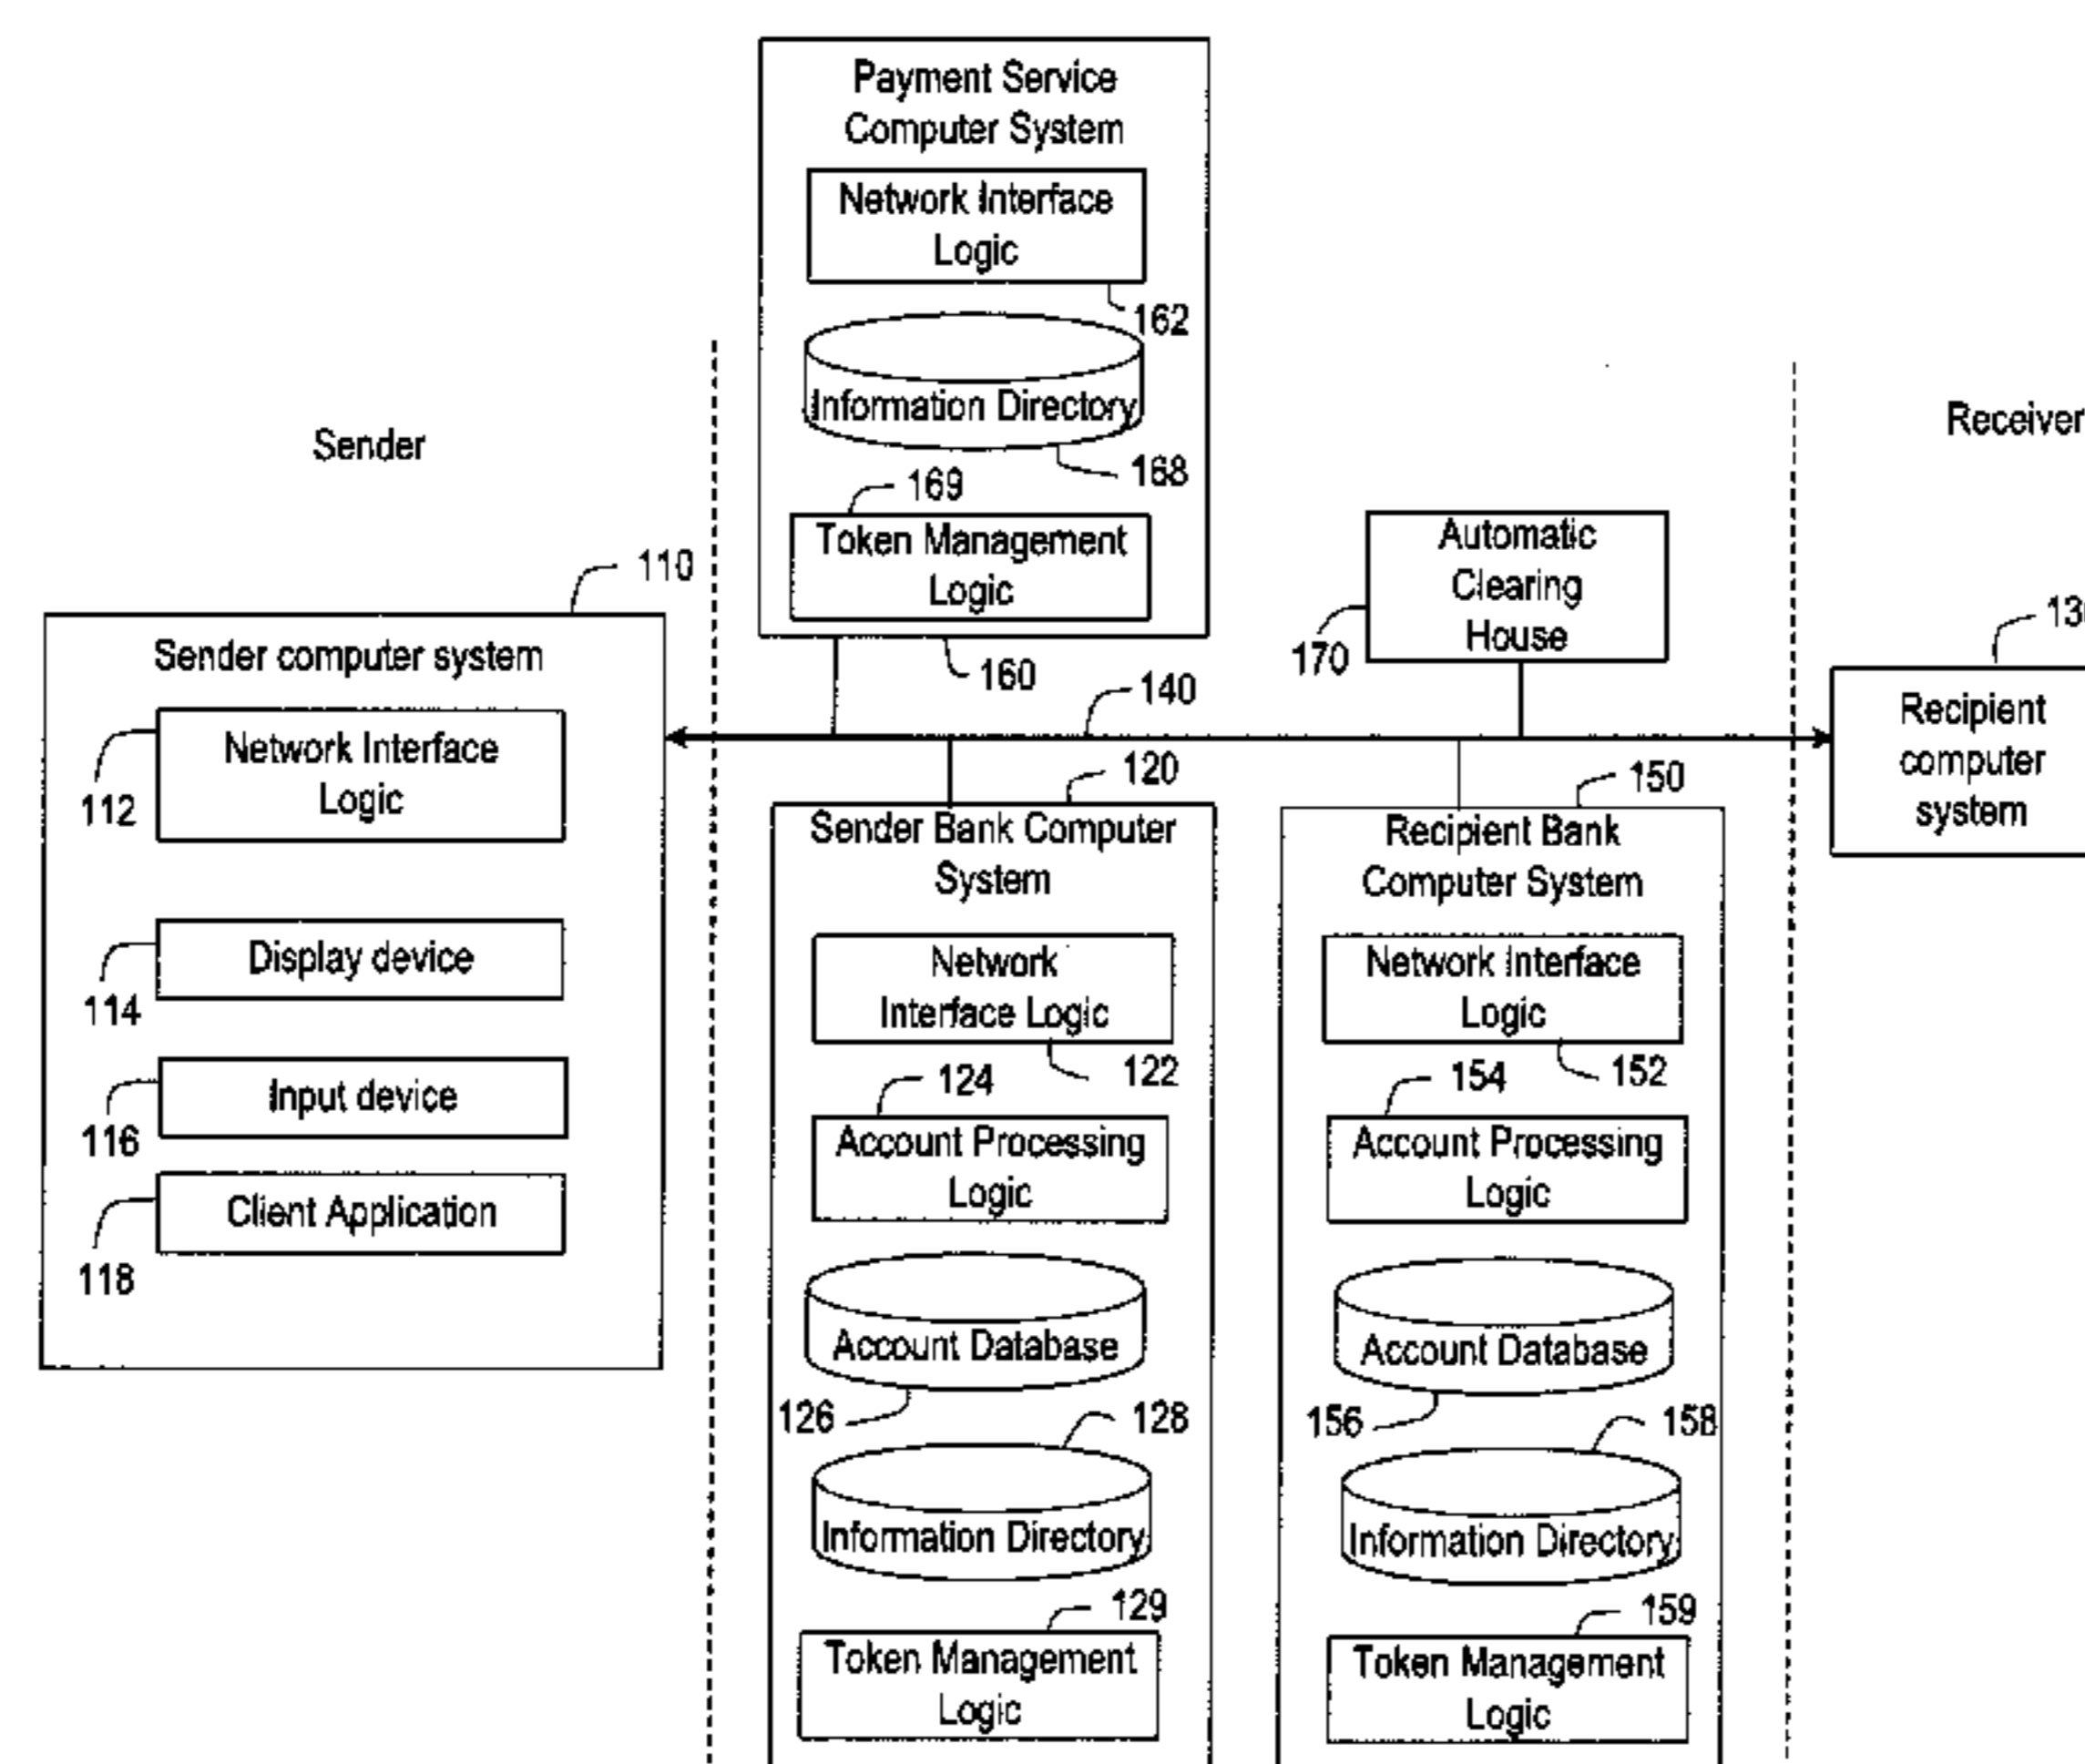 Payment Service
Computer System
Network Interface
Logic
162
Information Directory
168
169
Token Management
Logic
160
Sender
Receiver
110
Sender computer system
Network Interface
Logic
112
Display device
114
Input device
116
Client Application
118
Automatic
Clearing
House
170
140
Recipient
computer
system
120
Sender Bank Computer
System
Network
Interface Logic
122
124
Account Processing
Logic
Account Database
126
128
Information Directory
129
Token Management
Logic
150
Recipient Bank
Computer System
Network Interface
Logic
152
154
Account Processing
Logic
Account Database
156
158
Information Directory
159
Token Management
Logic